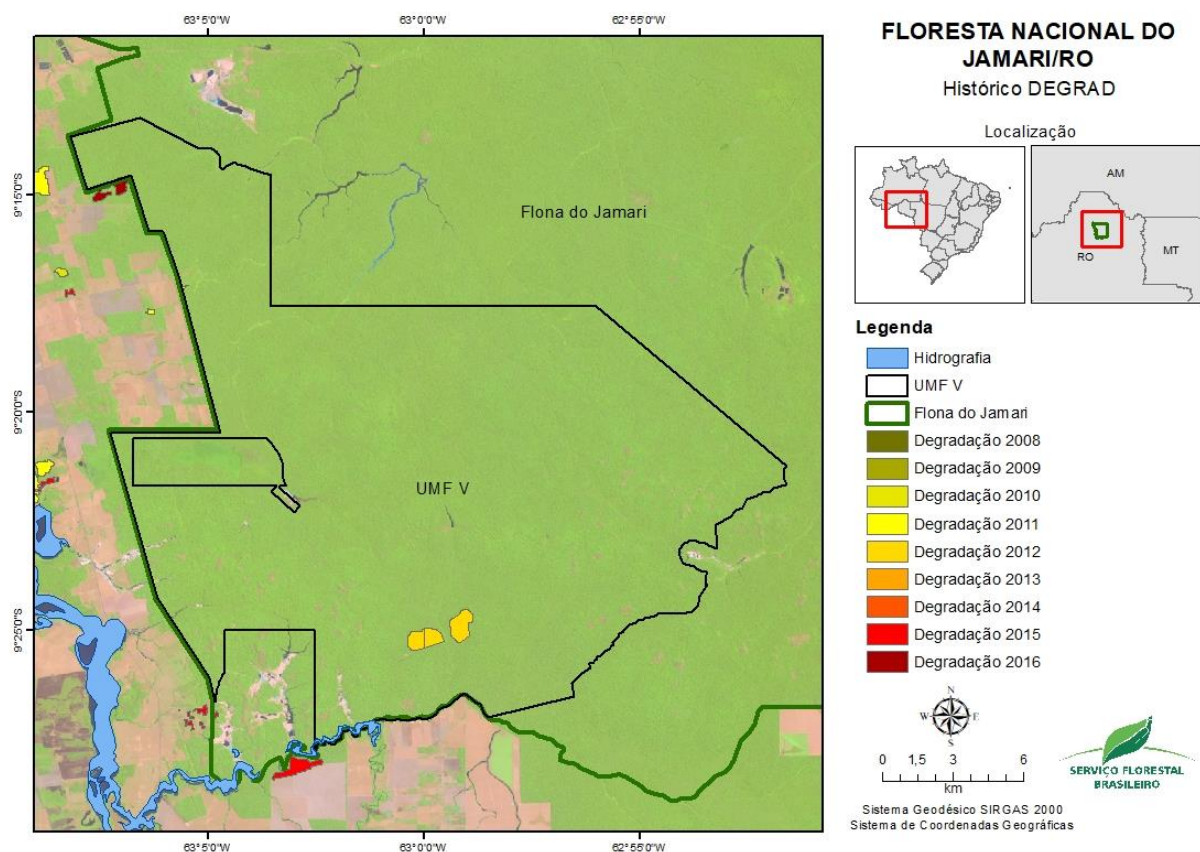 63°5'0"W 63°0'0"W 62°55'0"W
9°15'0"S
9°20'0"S
9°25'0"S
Flona do Jamari
UMF V
63°5'0"W 63°0'0"W 62°55'0"W
FLORESTA NACIONAL DO
JAMARI/RO
Histórico DEGRAD
Localização
AM
RO
MT
Legenda
Hidrografia
UMF V
Flona do Jamari
Degradação 2008
Degradação 2009
Degradação 2010
Degradação 2011
Degradação 2012
Degradação 2013
Degradação 2014
Degradação 2015
Degradação 2016
N
W E
S
0 1,5 3 6
km
SERVIÇO FLORESTAL
BRASILEIRO
Sistema Geodésico SIRGAS 2000
Sistema de Coordenadas Geográficas